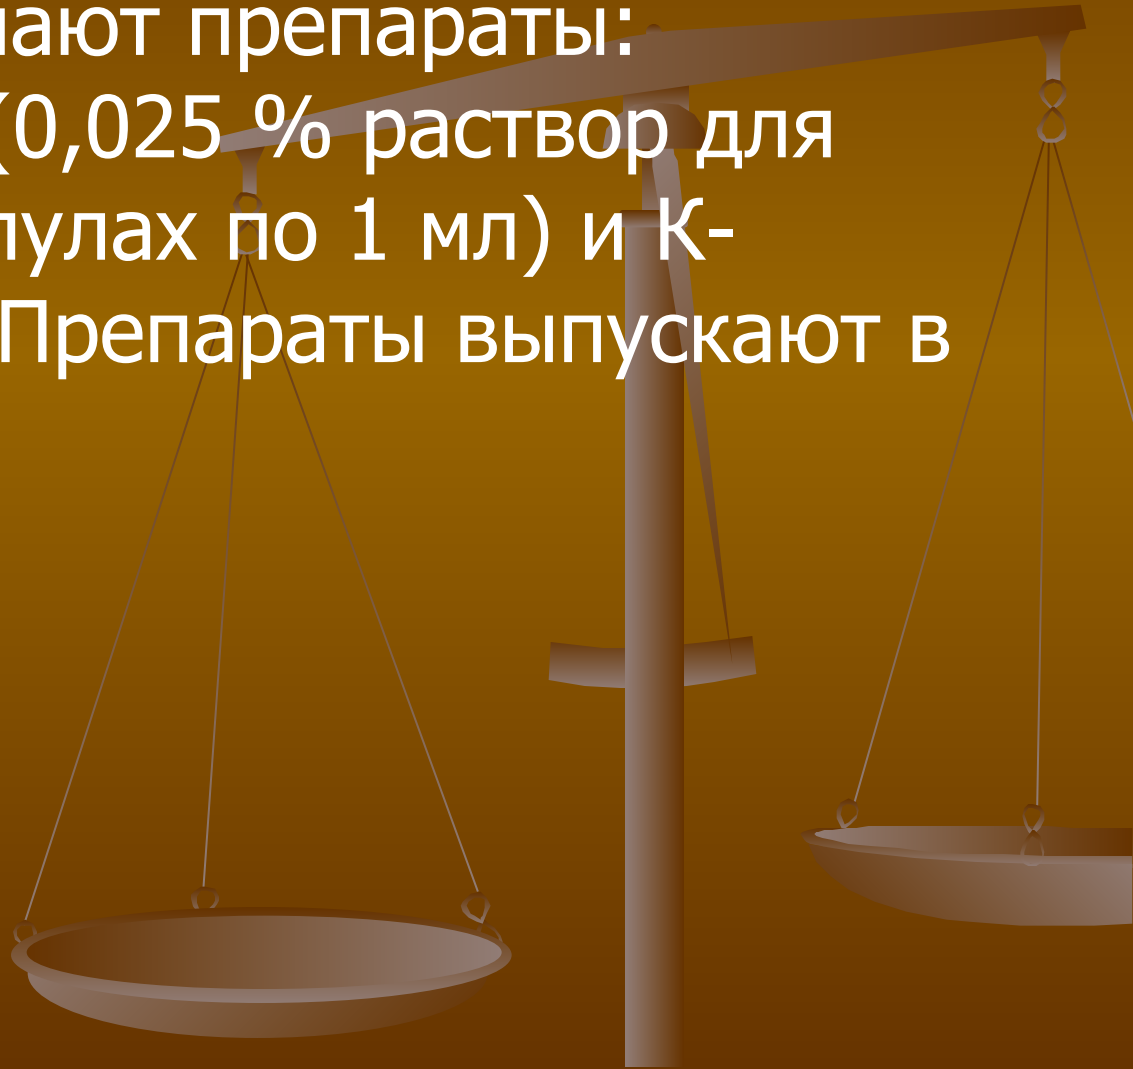 ают препараты:
(0,025 % раствор для
пулах по 1 мл) и К-
Препараты выпускают в